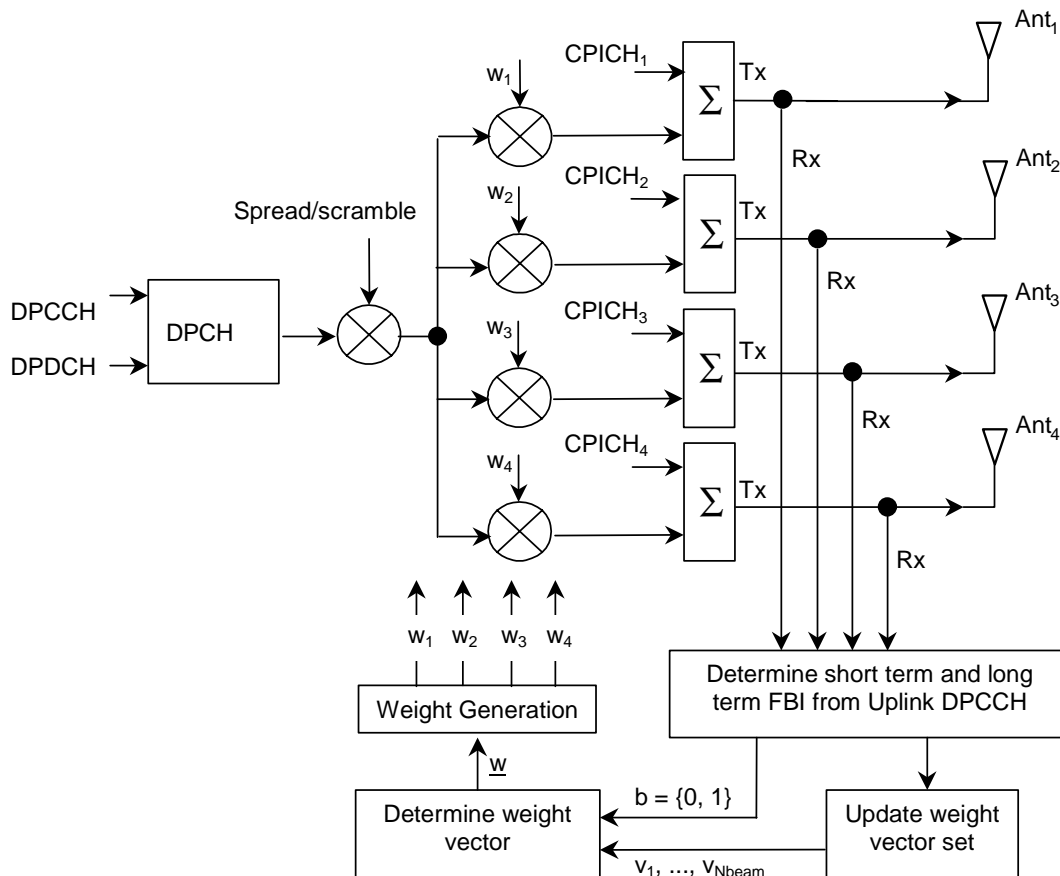 Ant1
CPICH1
Tx
w1
Σ
Rx
Ant2
CPICH2
Tx
w2
Σ
Spread/scramble
Rx
Ant3
CPICH3
Tx
DPCCH
w3
DPCH
Σ
DPDCH
Rx
Ant4
CPICH4
Tx
w4
Σ
Rx
w1 w2 w3 w4
Determine short term and long
term FBI from Uplink DPCCH
Weight Generation
w
b = {0, 1}
Determine weight
vector
Update weight
vector set
v1, ..., vNbeam